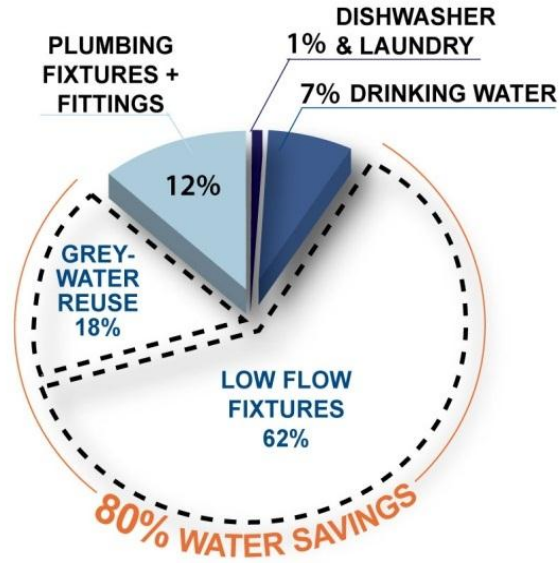 DISHWASHER
1% & LAUNDRY
PLUMBING
FIXTURES +
FITTINGS
7% DRINKING WATER
12%
GREY-
WATER
REUSE
18%
LOW FLOW
FIXTURES
62%
80% WATER SAVINGS